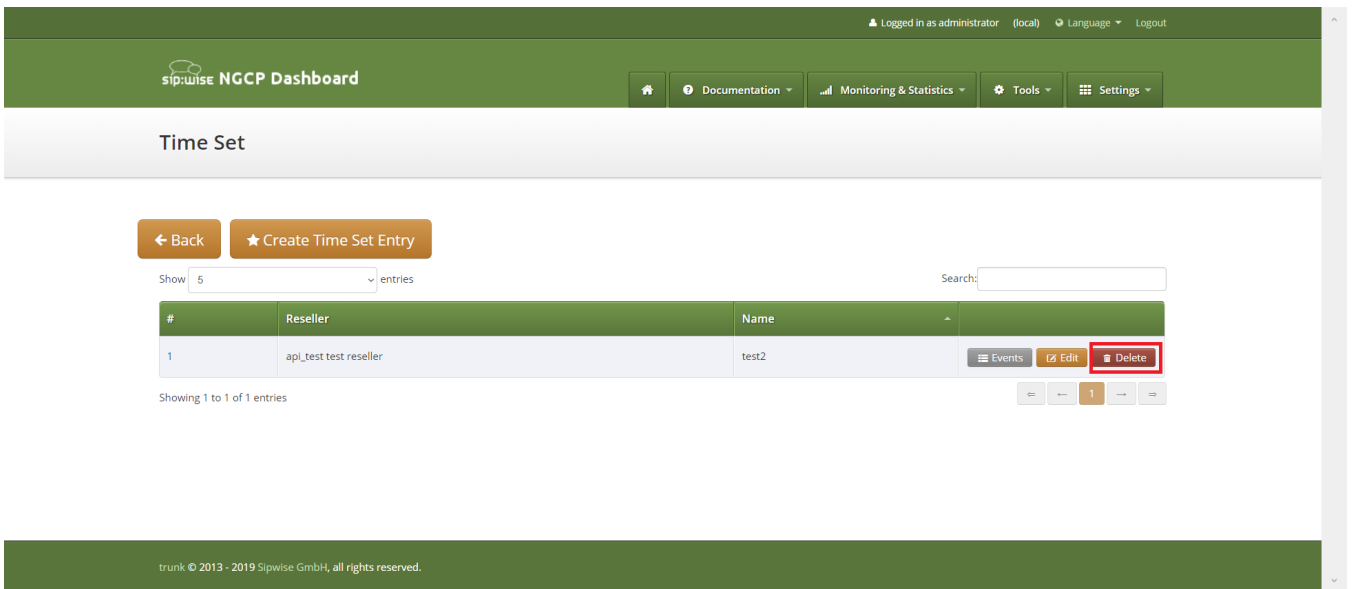 Logged in as administrator (local) Language Logout
sip:wise NGCP Dashboard
Documentation Monitoring & Statistics Tools Settings
Time Set
Back Create Time Set Entry
Show 5 entries Search:
# Reseller Name
1 api_test test reseller test2 Events Edit Delete
Showing 1 to 1 of 1 entries ⇐ ← 1 → ⇒
trunk © 2013 - 2019 Sipwise GmbH, all rights reserved.